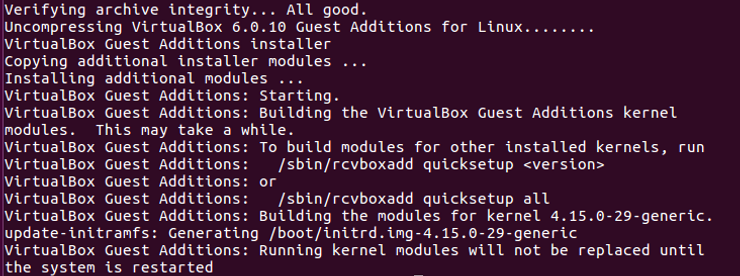 Verifying archive integrity... All good.
Uncompressing VirtualBox 6.0.10 Guest Additions for Linux........
VirtualBox Guest Additions installer
Copying additional installer modules ...
Installing additional modules ...
VirtualBox Guest Additions: Starting.
VirtualBox Guest Additions: Building the VirtualBox Guest Additions kernel
modules.  This may take a while.
VirtualBox Guest Additions: To build modules for other installed kernels, run
VirtualBox Guest Additions:   /sbin/rcvboxadd quicksetup <version>
VirtualBox Guest Additions: or
VirtualBox Guest Additions:   /sbin/rcvboxadd quicksetup all
VirtualBox Guest Additions: Building the modules for kernel 4.15.0-29-generic.
update-initramfs: Generating /boot/initrd.img-4.15.0-29-generic
VirtualBox Guest Additions: Running kernel modules will not be replaced until
the system is restarted